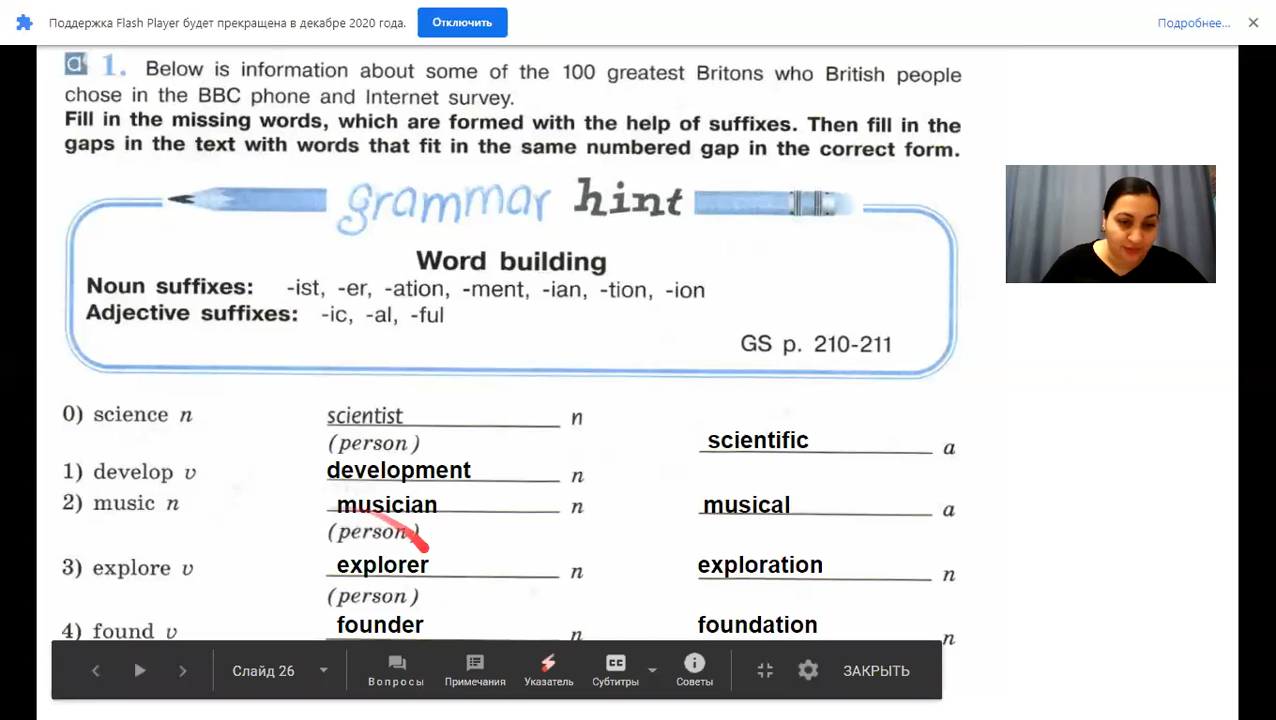 Поддержка Flash Player будет прекращена в декабре 2020 года. Отключить Подробнее...
a 1. Below is information about some of the 100 greatest Britons who British people
chose in the BBC phone and Internet survey.
Fill in the missing words, which are formed with the help of suffixes. Then fill in the
gaps in the text with words that fit in the same numbered gap in the correct form.
grammar hint
Word building
Noun suffixes: -ist, -er, -ation, -ment, -ian, -tion, -ion
Adjective suffixes: -ic, -al, -ful
GS p. 210-211
0) science n scientist n scientific a
(person)
1) develop v development n
2) music n musician n musical a
(person)
3) explore v explorer n exploration n
(person)
4) found v founder n foundation n
Слайд 26 Вопросы Примечания Указатель Субтитры Советы ЗАКРЫТЬ